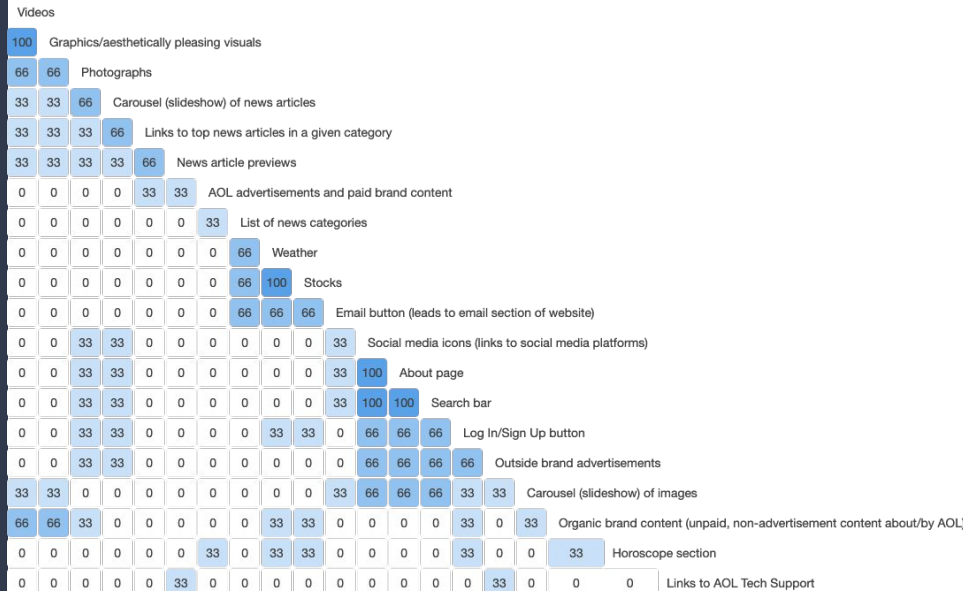 Videos
100 Graphics/aesthetically pleasing visuals
66 66 Photographs
33 33 66 Carousel (slideshow) of news articles
33 33 33 66 Links to top news articles in a given category
33 33 33 33 66 News article previews
0 0 0 0 33 33 AOL advertisements and paid brand content
0 0 0 0 0 0 33 List of news categories
0 0 0 0 0 0 0 66 Weather
0 0 0 0 0 0 0 66 100 Stocks
0 0 0 0 0 0 0 66 66 66 Email button (leads to email section of website)
0 0 33 33 0 0 0 0 0 0 33 Social media icons (links to social media platforms)
0 0 33 33 0 0 0 0 0 0 33 100 About page
0 0 33 33 0 0 0 0 0 0 33 100 100 Search bar
0 0 33 33 0 0 0 0 33 33 0 66 66 66 Log In/Sign Up button
0 0 33 33 0 0 0 0 0 0 0 66 66 66 66 Outside brand advertisements
33 33 0 0 0 0 0 0 0 0 33 66 66 66 33 33 Carousel (slideshow) of images
66 66 33 0 0 0 0 0 33 33 0 0 0 0 33 0 33 Organic brand content (unpaid, non-advertisement content about/by AOL)
0 0 0 0 0 0 33 0 33 33 0 0 0 0 33 0 0 33 Horoscope section
0 0 0 0 0 33 0 0 0 0 0 0 0 0 0 33 0 0 0 Links to AOL Tech Support